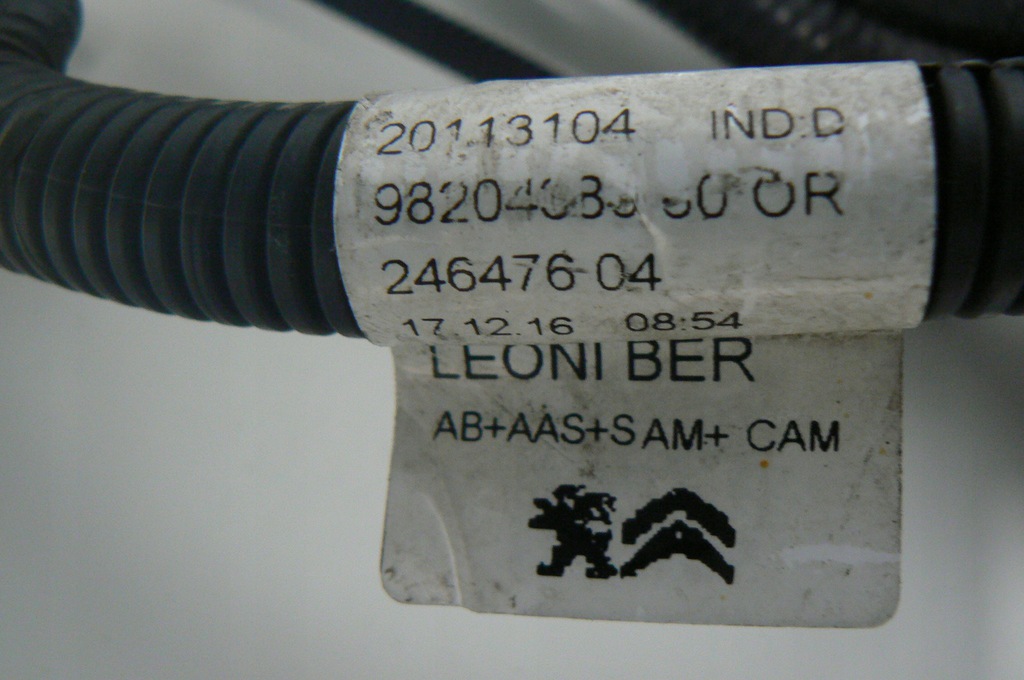 20113104 IND:D
OR
246476 04
17.12.16 08:54
LEONI BER
AB+AAS+SAM+ CAM